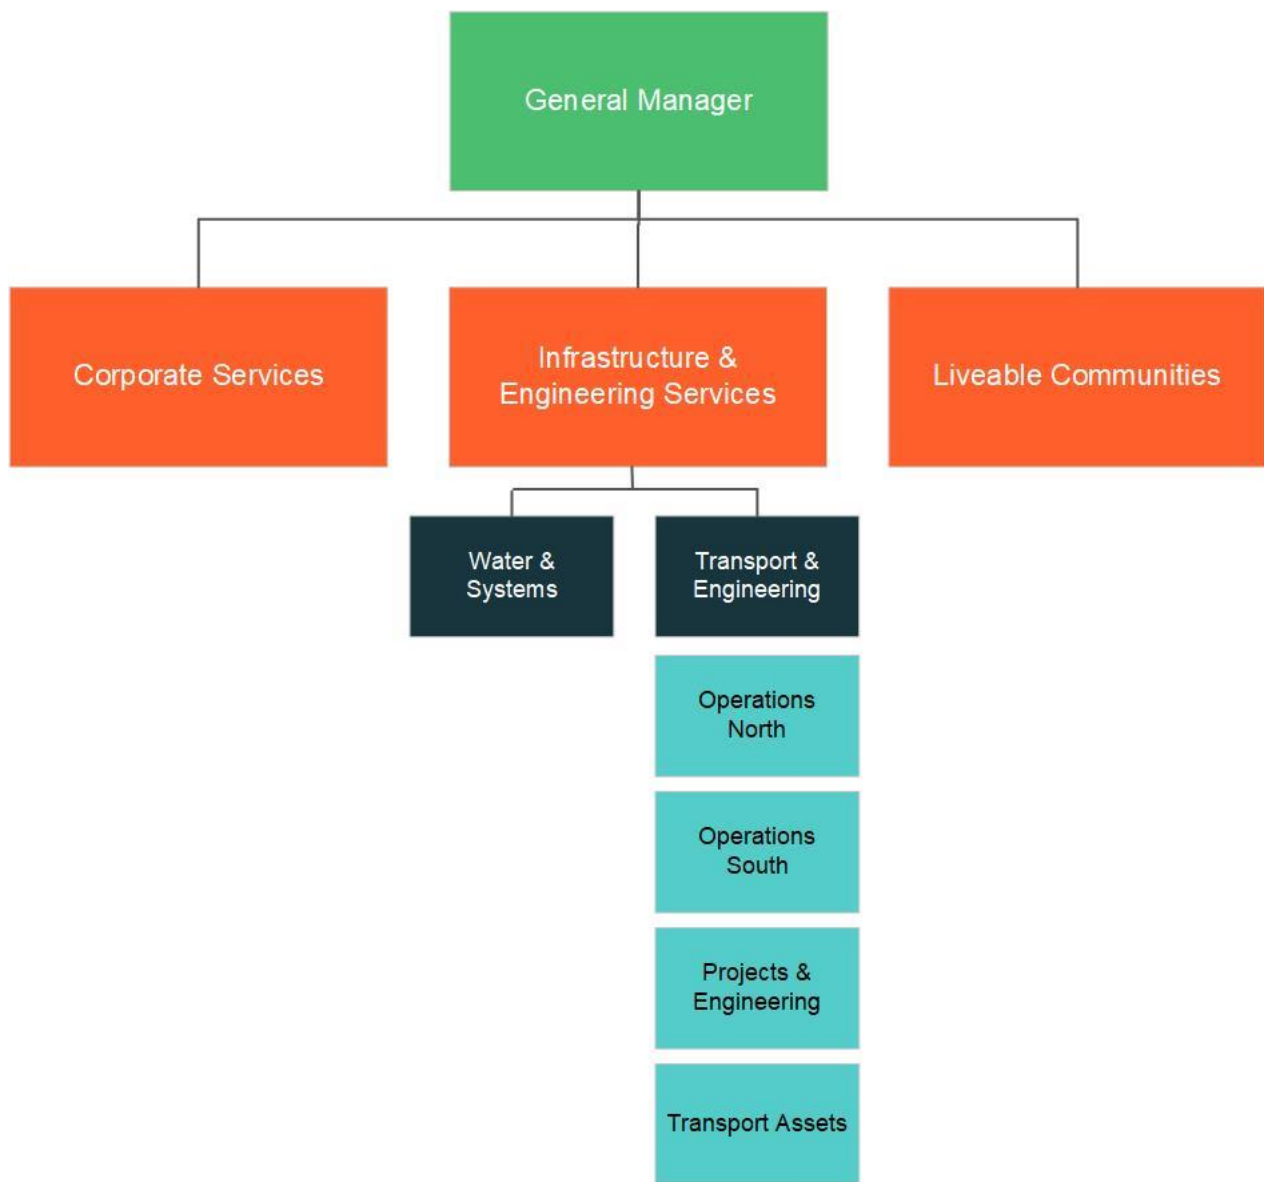 General Manager
Corporate Services
Infrastructure &
Engineering Services
Liveable Communities
Water &
Systems
Transport &
Engineering
Operations
North
Operations
South
Projects &
Engineering
Transport Assets